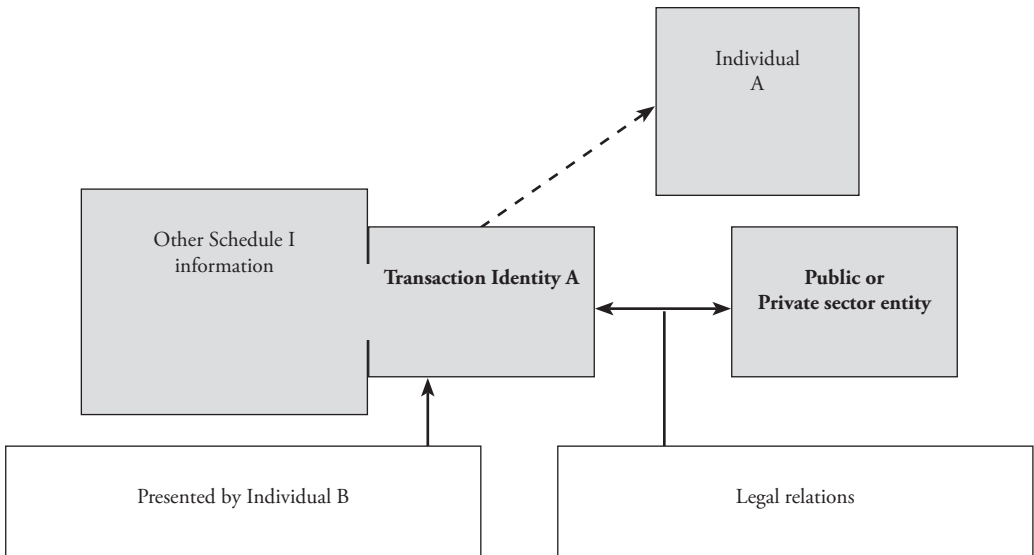 Individual
A
Other Schedule I
information
Transaction Identity A
Public or
Private sector entity
Presented by Individual B
Legal relations